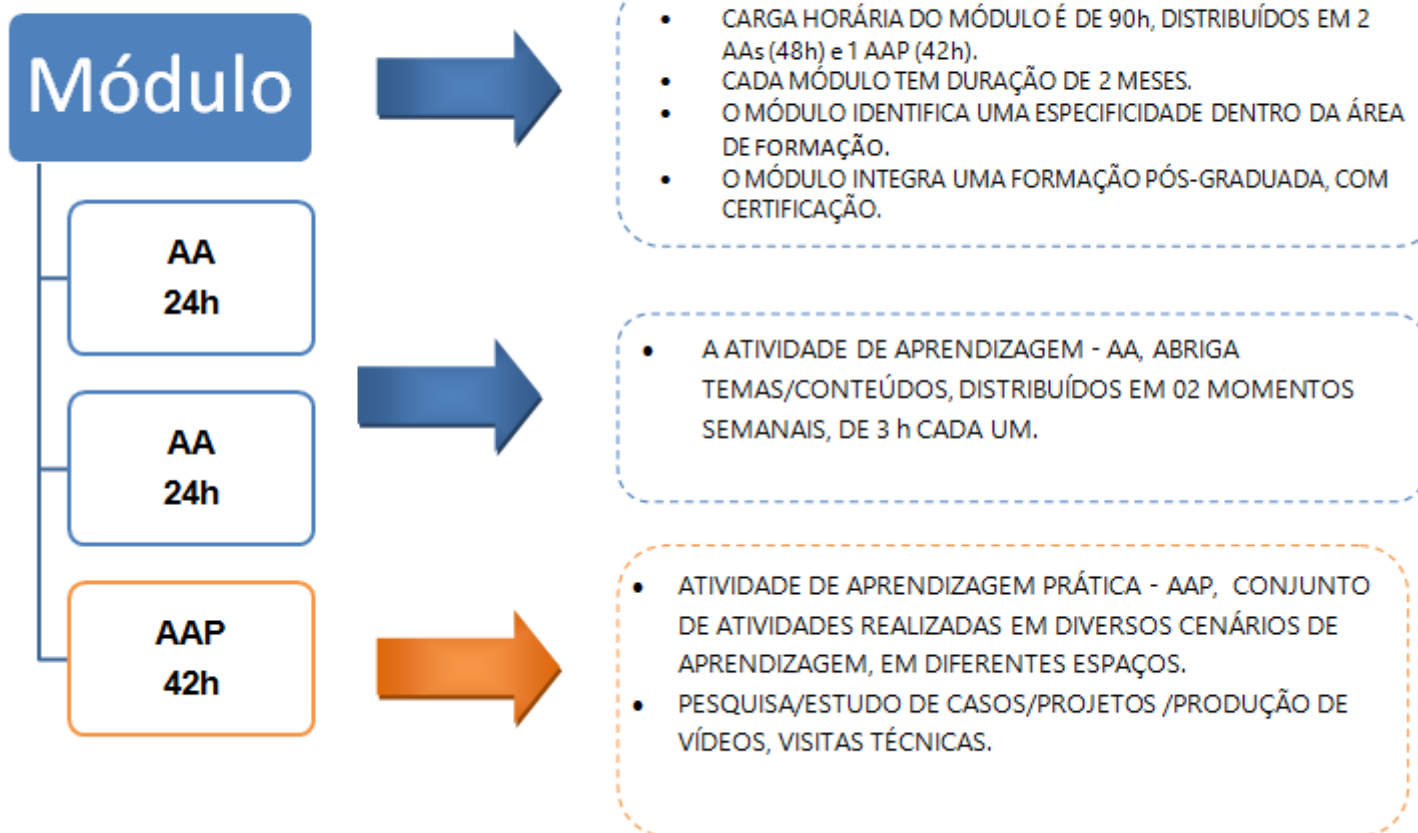 Módulo
• CARGA HORÁRIA DO MÓDULO É DE 90h, DISTRIBUÍDOS EM 2
AAs (48h) e 1 AAP (42h).
• CADA MÓDULO TEM DURAÇÃO DE 2 MESES.
• O MÓDULO IDENTIFICA UMA ESPECIFICIDADE DENTRO DA ÁREA
DE FORMAÇÃO.
• O MÓDULO INTEGRA UMA FORMAÇÃO PÓS-GRADUADA, COM
CERTIFICAÇÃO.
AA
24h
AA
24h
• A ATIVIDADE DE APRENDIZAGEM - AA, ABRIGA
TEMAS/CONTEÚDOS, DISTRIBUÍDOS EM 02 MOMENTOS
SEMANAIS, DE 3 h CADA UM.
AAP
42h
• ATIVIDADE DE APRENDIZAGEM PRÁTICA - AAP, CONJUNTO
DE ATIVIDADES REALIZADAS EM DIVERSOS CENÁRIOS DE
APRENDIZAGEM, EM DIFERENTES ESPAÇOS.
• PESQUISA/ESTUDO DE CASOS/PROJETOS /PRODUÇÃO DE
VÍDEOS, VISITAS TÉCNICAS.